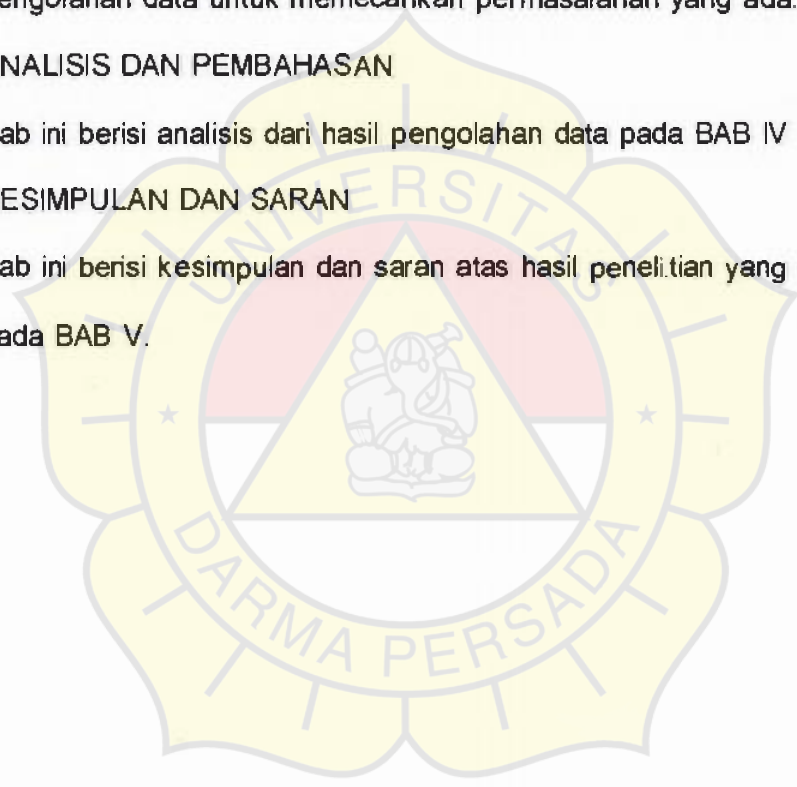 engolahan data untuk memecahkan permasalahan yang ada.
NALISIS DAN PEMBAHASAN
ab ini berisi analisis dari hasil pengolahan data pada BAB IV
ESIMPULAN DAN SARAN
ab ini berisi kesimpulan dan saran atas hasil peneli.tian yang
ada BAB V.
UNIVERSITAS
DARMA PERSADA